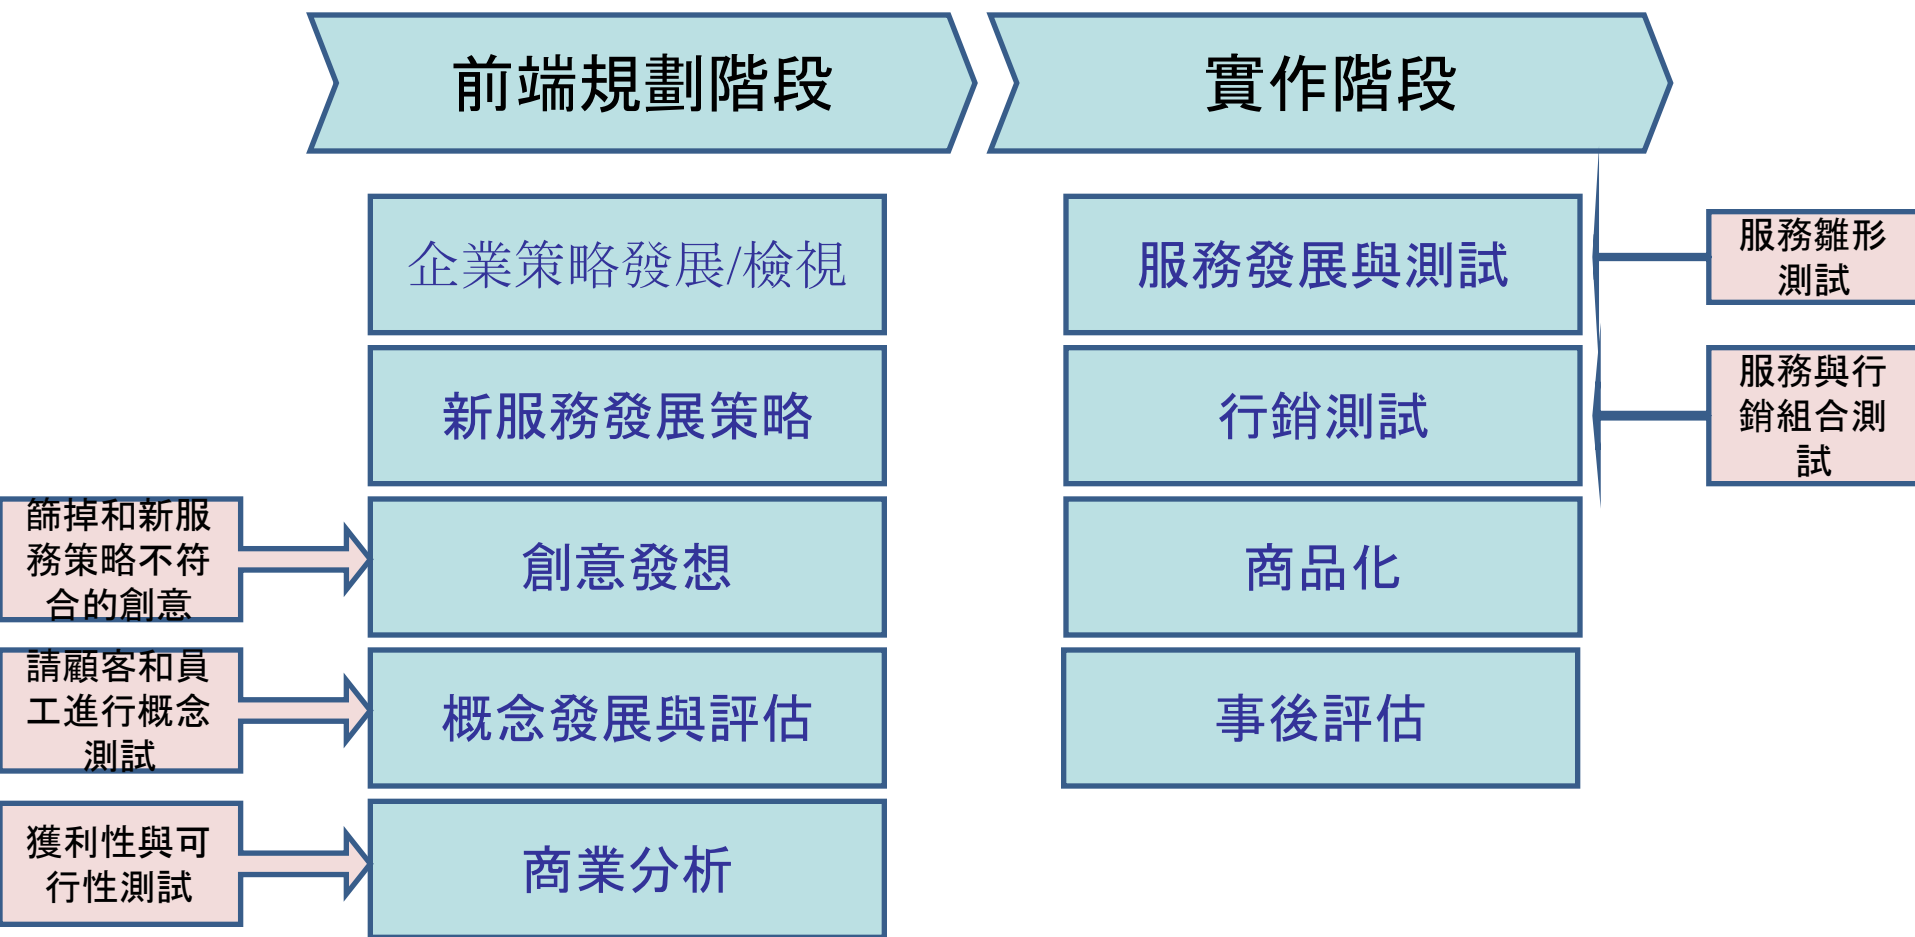 前端規劃階段
實作階段
企業策略發展/檢視
服務發展與測試
服務雛形
測試
新服務發展策略
行銷測試
服務與行
銷組合測
試
篩掉和新服
務策略不符
合的創意
創意發想
商品化
請顧客和員
工進行概念
測試
概念發展與評估
事後評估
獲利性與可
行性測試
商業分析